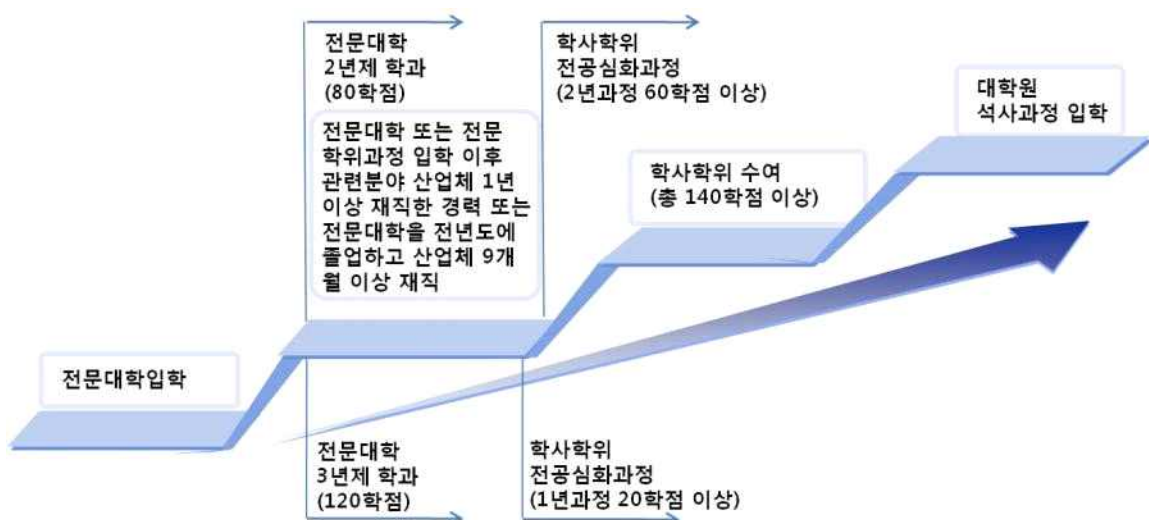 전문대학
2년제 학과
(80학점)
학사학위
전공심화과정
(2년과정 60학점 이상)
대학원
석사과정 입학
전문대학 또는 전문
학위과정 입학 이후
관련분야 산업체 1년
이상 재직한 경력 또는
전문대학을 전년도에
졸업하고 산업체 9개
월 이상 재직
학사학위 수여
(총 140학점 이상)
전문대학입학
전문대학
3년제 학과
(120학점)
학사학위
전공심화과정
(1년과정 20학점 이상)